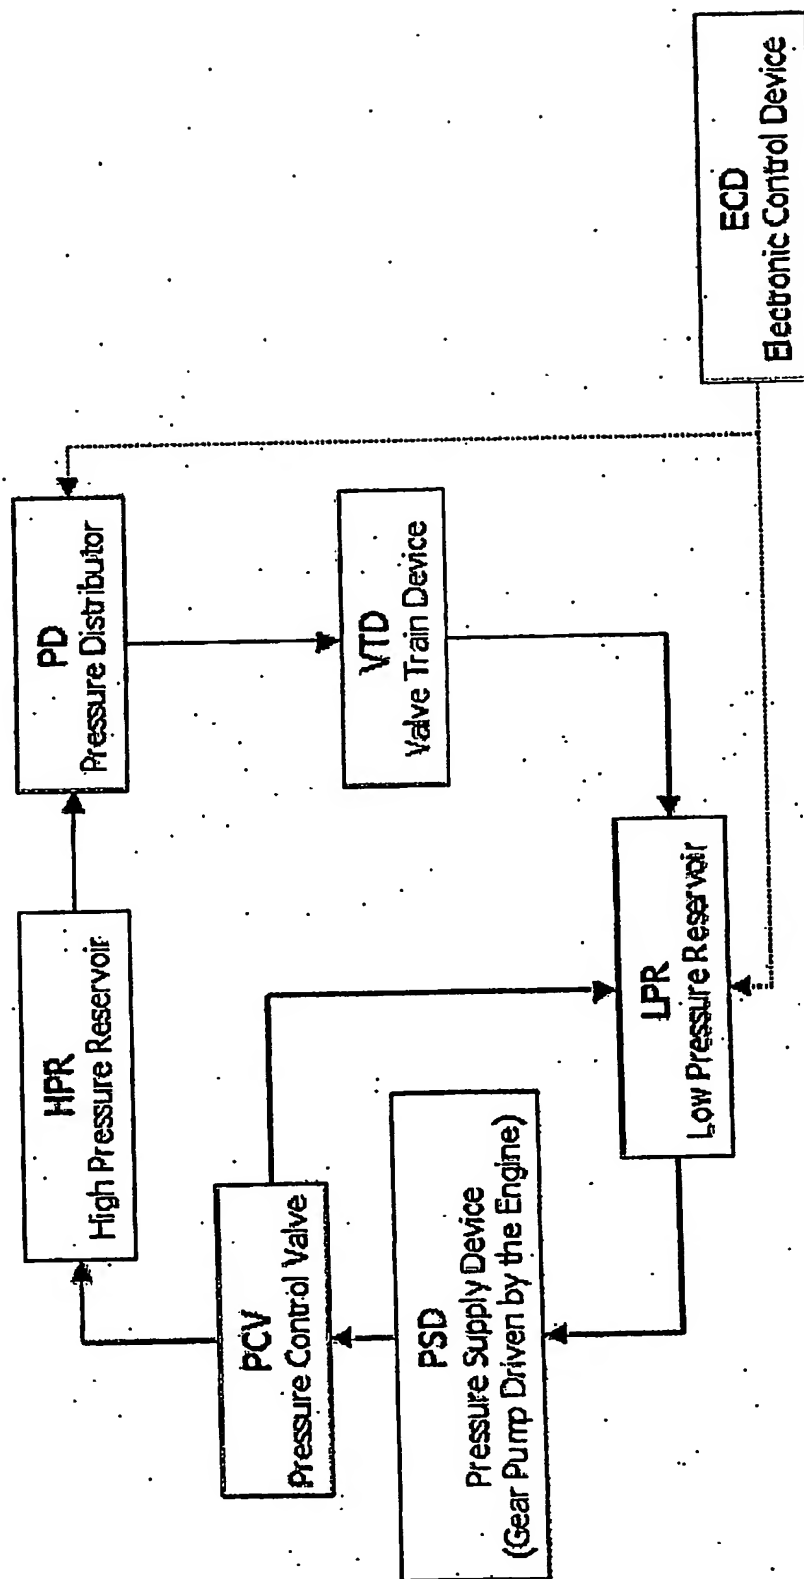 HPR
High Pressure Reservoir
PD
Pressure Distributor
PCV
Pressure Control Valve
VTD
Valve Train Device
PSD
Pressure Supply Device
(Gear Pump Driven by the Engine)
LPR
Low Pressure Reservoir
ECD
Electronic Control Device